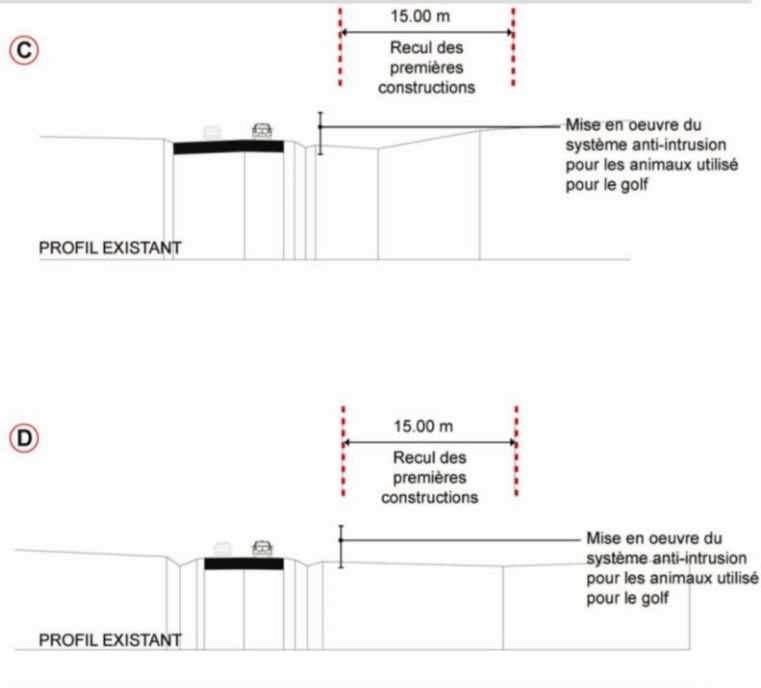 C
15.00 m
Recul des
premières
constructions
Mise en oeuvre du
système anti-intrusion
pour les animaux utilisé
pour le golf
PROFIL EXISTANT
D
15.00 m
Recul des
premières
constructions
Mise en oeuvre du
système anti-intrusion
pour les animaux utilisé
pour le golf
PROFIL EXISTANT